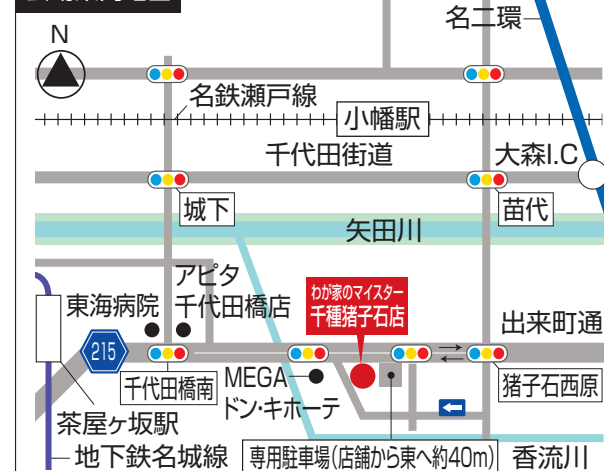 名二環
N
名鉄瀬戸線
小幡駅
千代田街道
大森I.C
城下
苗代
矢田川
アピタ
千代田橋店
東海病院
わが家のマイスター
千種猪子石店
出来町通
215
千代田橋南
MEGA
ドン・キホーテ
猪子石西原
茶屋ヶ坂駅
地下鉄名城線
専用駐車場(店舗から東へ約40m)
香流川